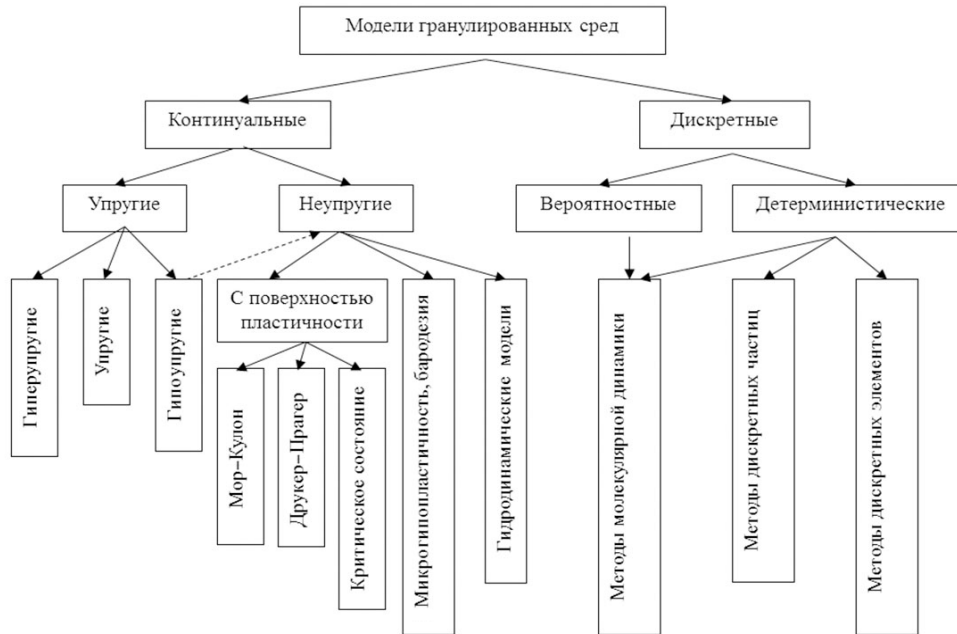 Модели гранулированных сред
Континуальные
Дискретные
Упругие
Неупругие
Вероятностные
Детерминистические
Гиперупругие
Упругие
Гипоупругие
С поверхностью
пластичности
Мор–Кулон
Друкер–Прагер
Критическое состояние
Микрогипопластичность, бародезия
Гидродинамические модели
Методы молекулярной динамики
Методы дискретных частиц
Методы дискретных элементов